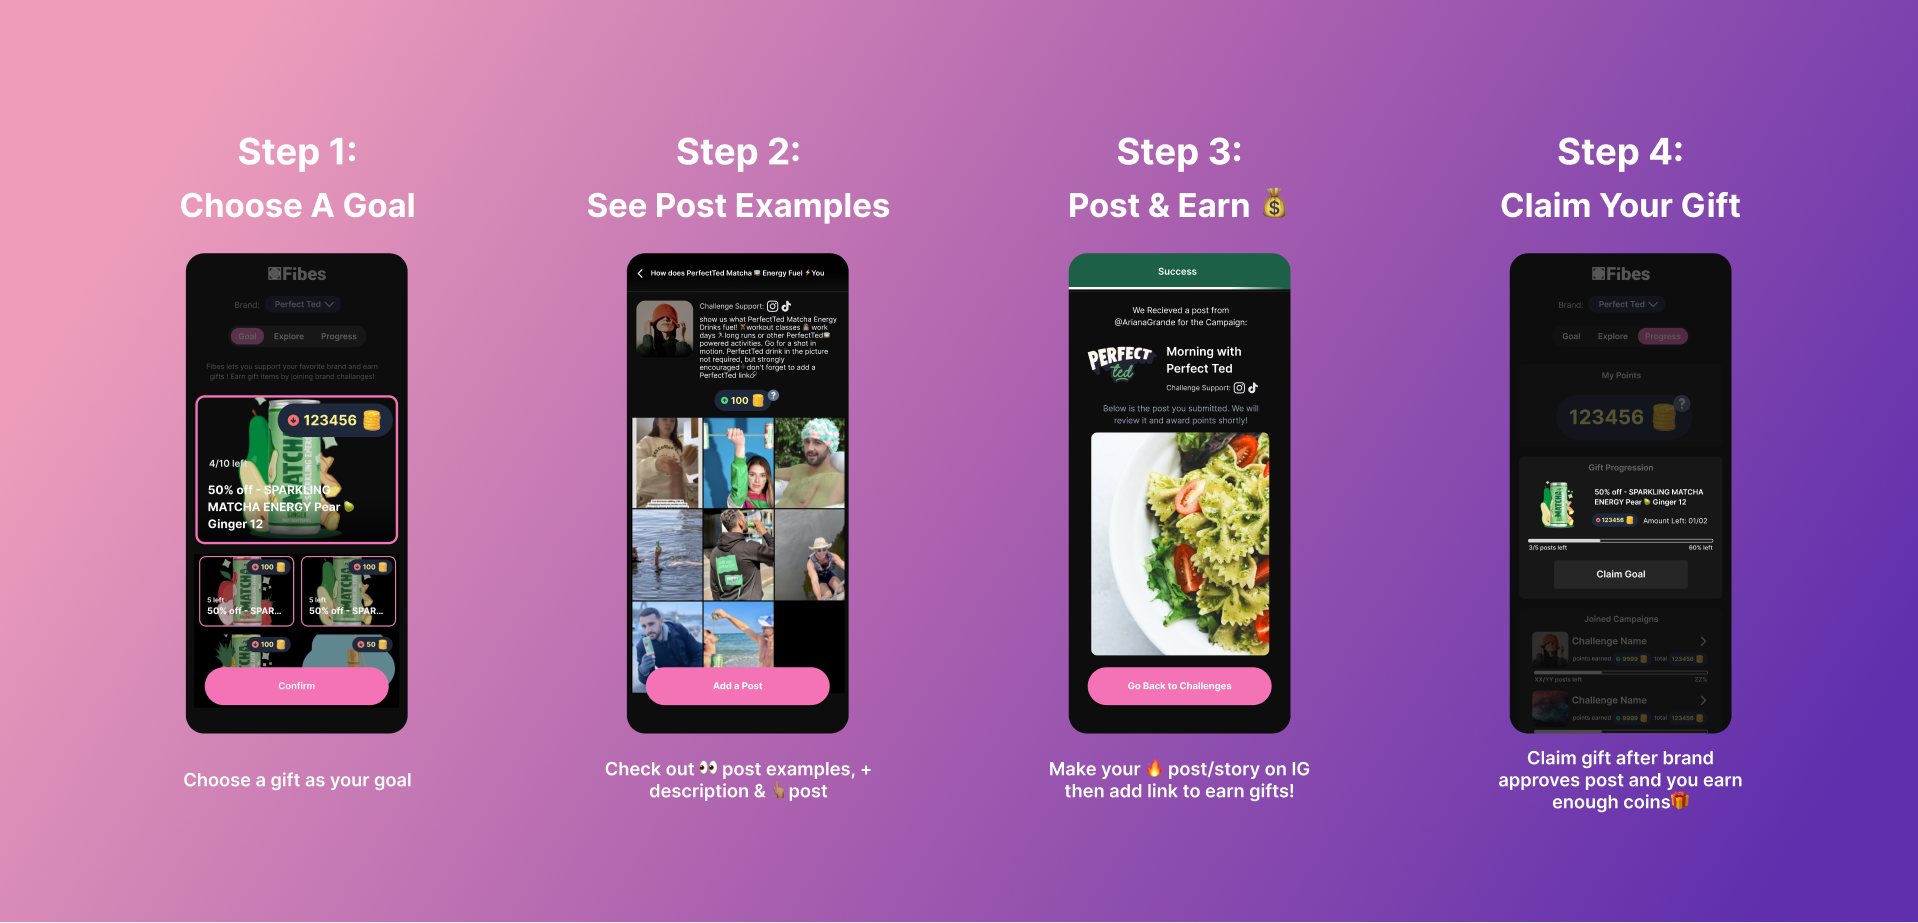 Step 1:
Choose A Goal
Fibes
Brand: Perfect Ted
Goal Explore Progress
Fibes lets you support your favorite brand and earn
gifts ! Earn gift items by joining brand challanges!
123456
4/10 left
50% off - SPARKLING
MATCHA ENERGY Pear 🍐
Ginger 12
100
5 left
50% off - SPAR...
100
5 left
50% off - SPAR...
100
50
Confirm
Choose a gift as your goal
Step 2:
See Post Examples
How does PerfectTed Matcha 🍵 Energy Fuel ⚡You
Challenge Support:
show us what PerfectTed Matcha Energy
Drinks fuel! workout classes work
days long runs or other PerfectTed🍵
powered activities. Go for a shot in
motion. PerfectTed drink in the picture
not required, but strongly
encouraged don't forget to add a
PerfectTed link🔗
100 ?
Add a Post
Check out 👀 post examples, +
description & 👆🏾post
Step 3:
Post & Earn 💰
Success
We Recieved a post from
@ArianaGrande for the Campaign:
PERFECT
ted
Morning with
Perfect Ted
Challenge Support:
Below is the post you submitted. We will
review it and award points shortly!
Go Back to Challenges
Make your 🔥 post/story on IG
then add link to earn gifts!
Step 4:
Claim Your Gift
Fibes
Brand: Perfect Ted
Goal Explore Progress
My Points
123456 ?
Gift Progression
50% off - SPARKLING MATCHA
ENERGY Pear 🍐 Ginger 12
123456 Amount Left: 01/02
3/5 posts left 60% left
Claim Goal
Joined Campaigns
Challenge Name
points earned 9999 total 123456
XX/YY posts left 72%
Challenge Name
points earned 9999 total 123456
Claim gift after brand
approves post and you earn
enough coins🎁